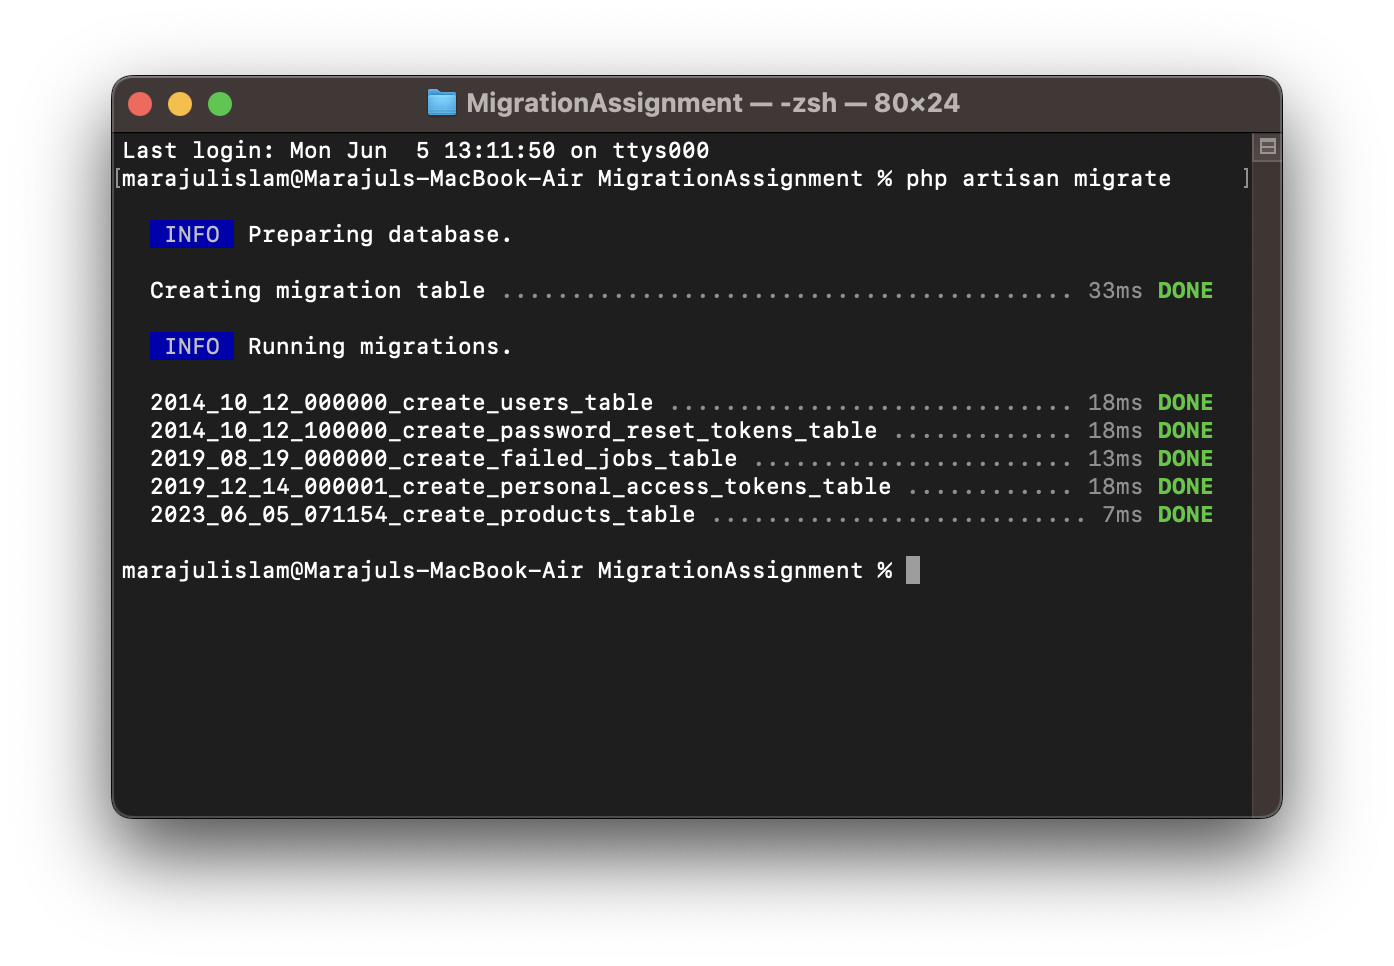 MigrationAssignment — -zsh — 80×24
Last login: Mon Jun  5 13:11:50 on ttys000
[marajulislam@Marajuls-MacBook-Air MigrationAssignment % php artisan migrate     ]
INFO  Preparing database.
Creating migration table ......................................... 33ms DONE
INFO  Running migrations.
2014_10_12_000000_create_users_table ............................. 18ms DONE
2014_10_12_100000_create_password_reset_tokens_table ............. 18ms DONE
2019_08_19_000000_create_failed_jobs_table ....................... 13ms DONE
2019_12_14_000001_create_personal_access_tokens_table ............ 18ms DONE
2023_06_05_071154_create_products_table ........................... 7ms DONE
marajulislam@Marajuls-MacBook-Air MigrationAssignment %